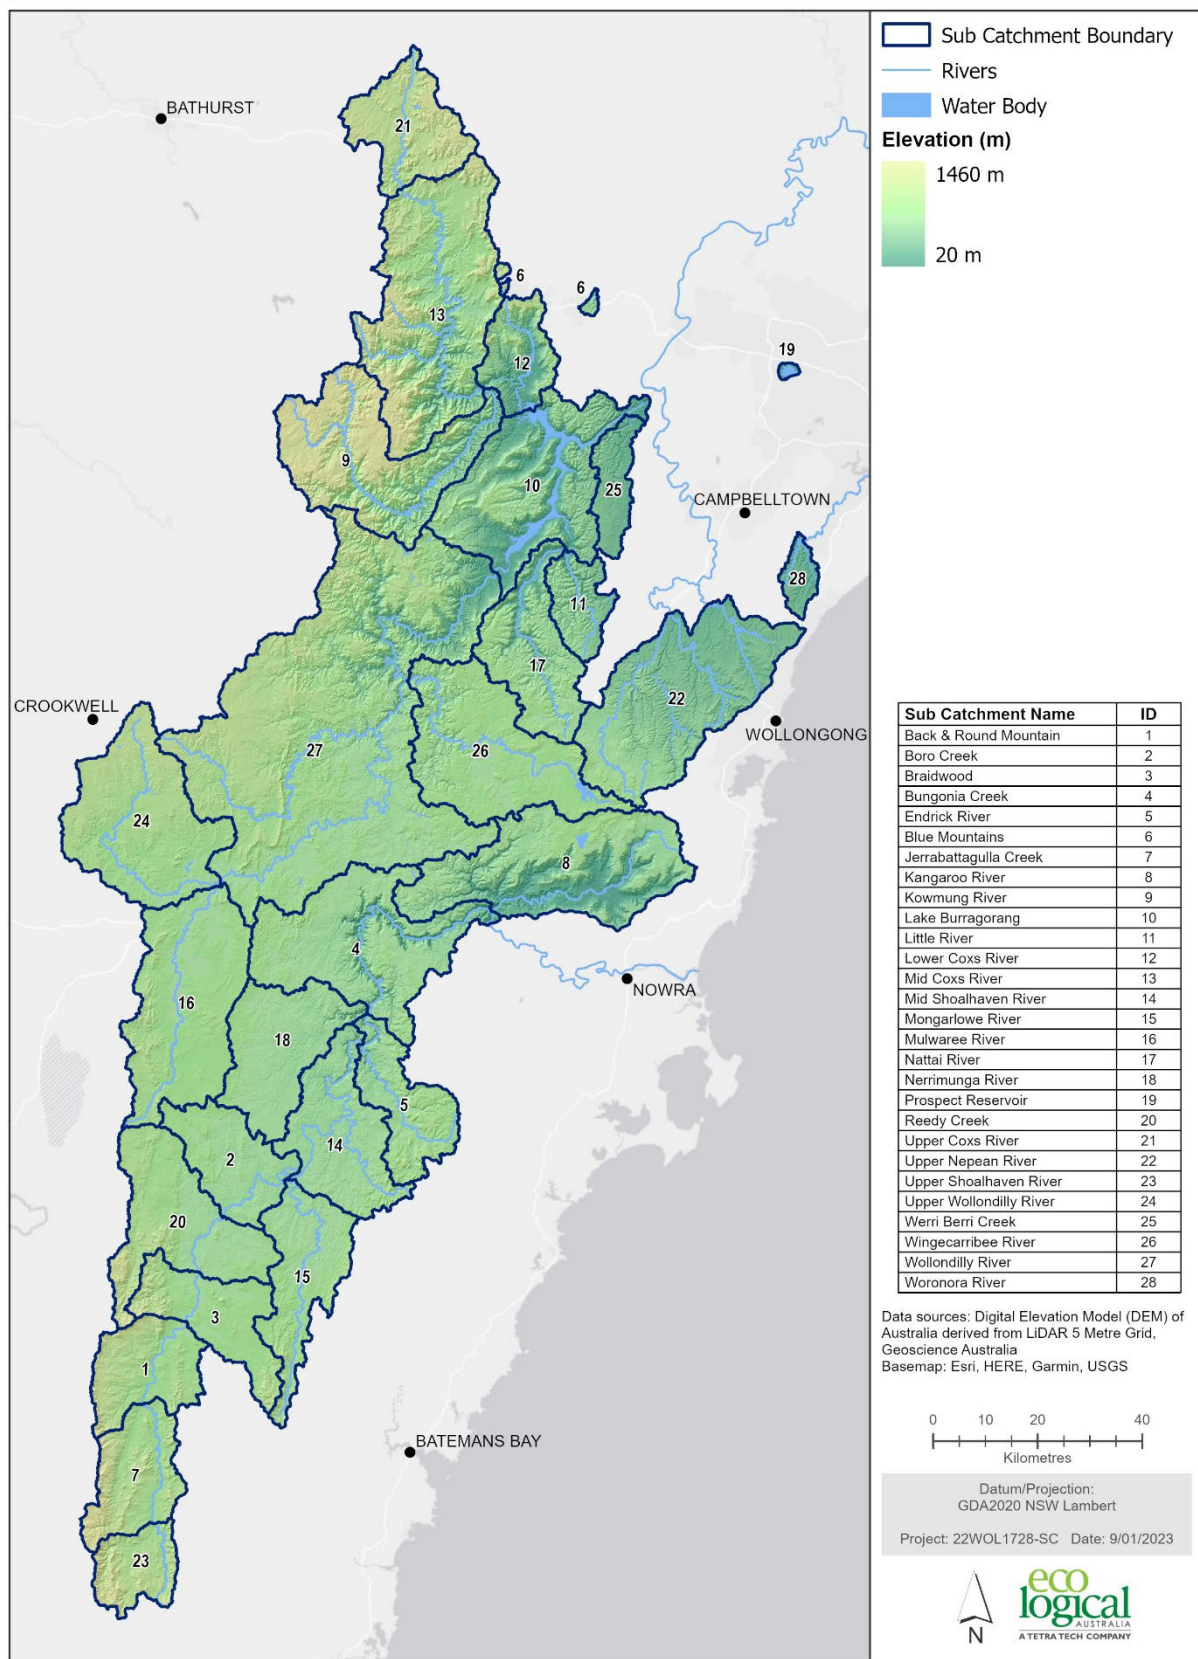 Sub Catchment Boundary
Rivers
Water Body
Elevation (m)
1460 m
20 m
BATHURST
21
6
6
13
19
12
9
10
25
CAMPBELLTOWN
28
11
17
22
CROOKWELL
WOLLONGONG
27
26
24
8
4
NOWRA
16
18
5
14
2
20
15
3
1
BATEMANS BAY
7
23
Sub Catchment Name ID
Back & Round Mountain 1
Boro Creek 2
Braidwood 3
Bungonia Creek 4
Endrick River 5
Blue Mountains 6
Jerrabattagulla Creek 7
Kangaroo River 8
Kowmung River 9
Lake Burragorang 10
Little River 11
Lower Coxs River 12
Mid Coxs River 13
Mid Shoalhaven River 14
Mongarlowe River 15
Mulwaree River 16
Nattai River 17
Nerrimunga River 18
Prospect Reservoir 19
Reedy Creek 20
Upper Coxs River 21
Upper Nepean River 22
Upper Shoalhaven River 23
Upper Wollondilly River 24
Werri Berri Creek 25
Wingecarribee River 26
Wollondilly River 27
Woronora River 28
Data sources: Digital Elevation Model (DEM) of
Australia derived from LiDAR 5 Metre Grid,
Geoscience Australia
Basemap: Esri, HERE, Garmin, USGS
0 10 20 40
Kilometres
Datum/Projection:
GDA2020 NSW Lambert
Project: 22WOL1728-SC Date: 9/01/2023
N
eco
logical
AUSTRALIA
A TETRA TECH COMPANY